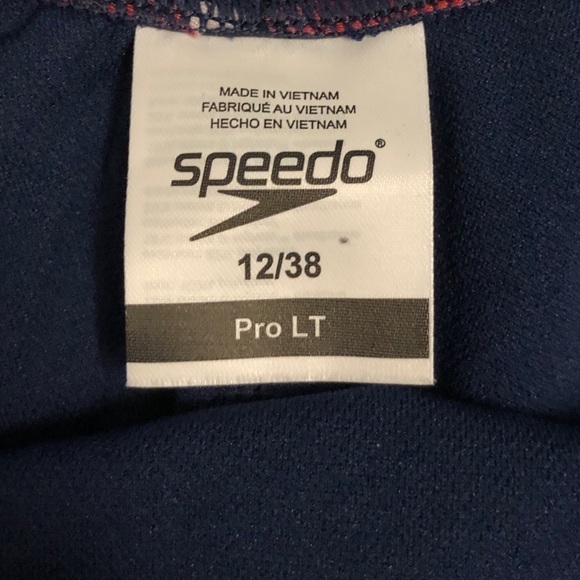 MADE IN VIETNAM
FABRIQUÉ AU VIETNAM
HECHO EN VIETNAM
speedo®
12/38
Pro LT